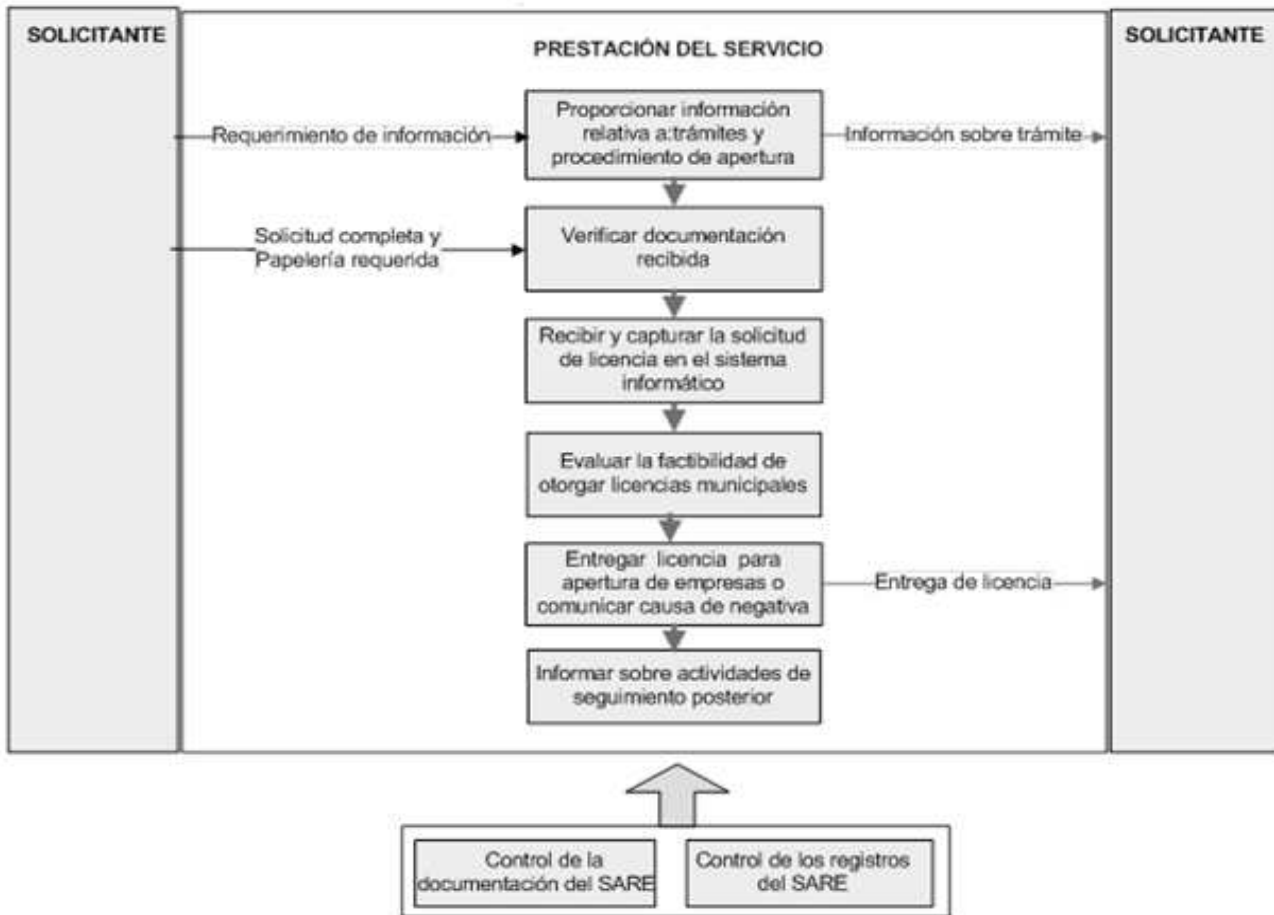 SOLICITANTE
PRESTACIÓN DEL SERVICIO
SOLICITANTE
Requerimiento de información
Proporcionar información
relativa a:trámites y
procedimiento de apertura
Información sobre trámite
Solicitud completa y
Papelería requerida
Verificar documentación
recibida
Recibir y capturar la solicitud
de licencia en el sistema
informático
Evaluar la factibilidad de
otorgar licencias municipales
Entregar licencia para
apertura de empresas o
comunicar causa de negativa
Entrega de licencia
Informar sobre actividades de
seguimiento posterior
Control de la
documentación del SARE
Control de los registros
del SARE